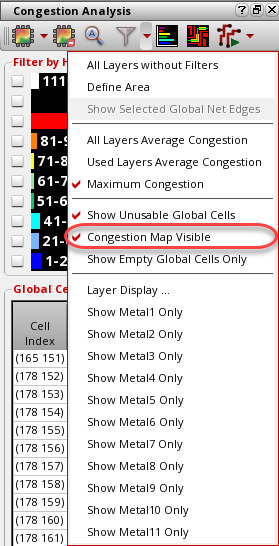 Congestion Analysis
Filter by H
All Layers without Filters
111
Define Area
Show Selected Global Net Edges
81-9
All Layers Average Congestion
71-8
Used Layers Average Congestion
61-7
Maximum Congestion
51-6
41-
Show Unusable Global Cells
21-4
Congestion Map Visible
1-2
Show Empty Global Cells Only
Global Ce
Layer Display ...
Show Metal1 Only
Cell
Index
Show Metal2 Only
(165 151)
Show Metal3 Only
(178 152)
Show Metal4 Only
(178 153)
(178 154)
Show Metal5 Only
(178 155)
Show Metal6 Only
(178 156)
Show Metal7 Only
(178 157)
Show Metal8 Only
(178 158)
Show Metal9 Only
(178 159)
(178 160)
Show Metal10 Only
(178 161)
Show Metal11 Only